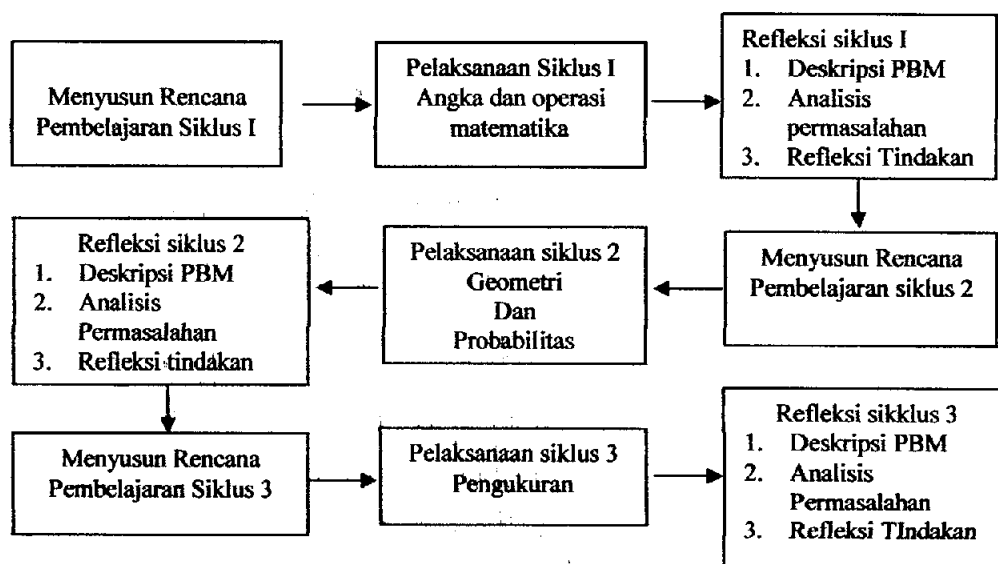 Menyusun Rencana
Pembelajaran Siklus I
Pelaksanaan Siklus I
Angka dan operasi
matematika
Refleksi siklus I
1. Deskripsi PBM
2. Analisis
permasalahan
3. Refleksi Tindakan
Menyusun Rencana
Pembelajaran siklus 2
Pelaksanaan siklus 2
Geometri
Dan
Probabilitas
Refleksi siklus 2
1. Deskripsi PBM
2. Analisis
Permasalahan
3. Refleksi tindakan
Menyusun Rencana
Pembelajaran Siklus 3
Pelaksanaan siklus 3
Pengukuran
Refleksi sikklus 3
1. Deskripsi PBM
2. Analisis
Permasalahan
3. Refleksi TIndakan